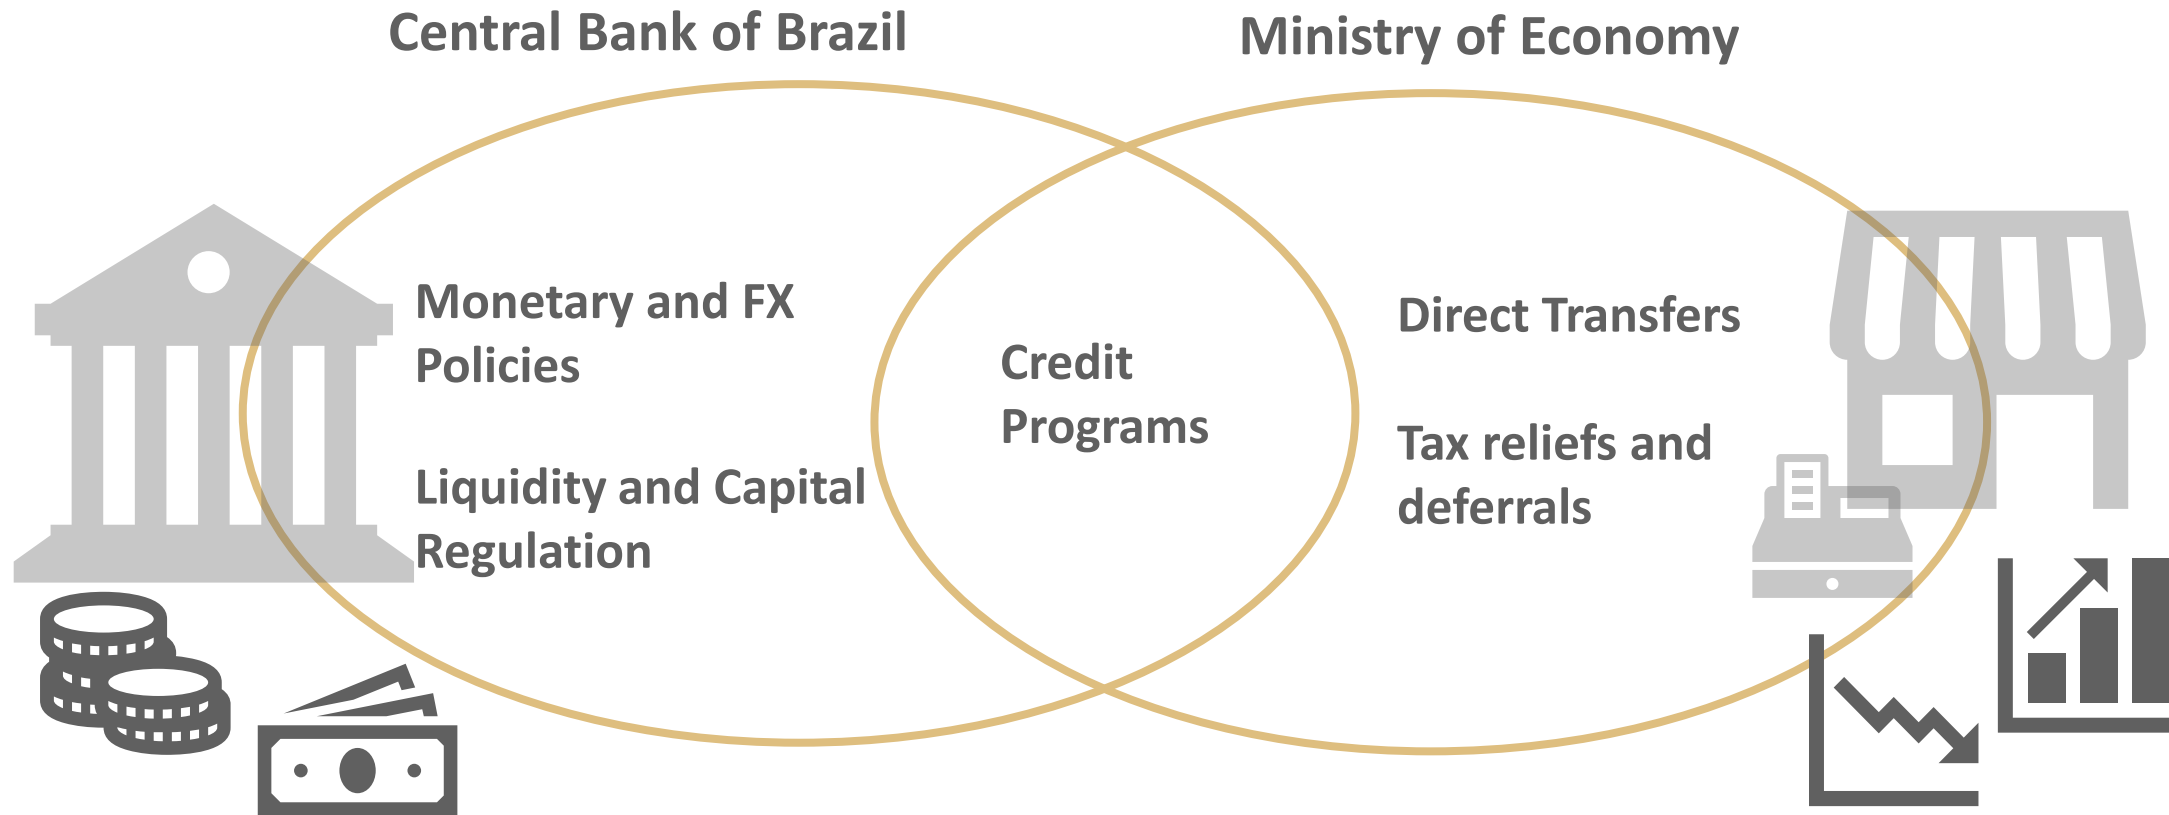 Central Bank of Brazil
Ministry of Economy
Monetary and FX
Policies
Liquidity and Capital
Regulation
Credit
Programs
Direct Transfers
Tax reliefs and
deferrals